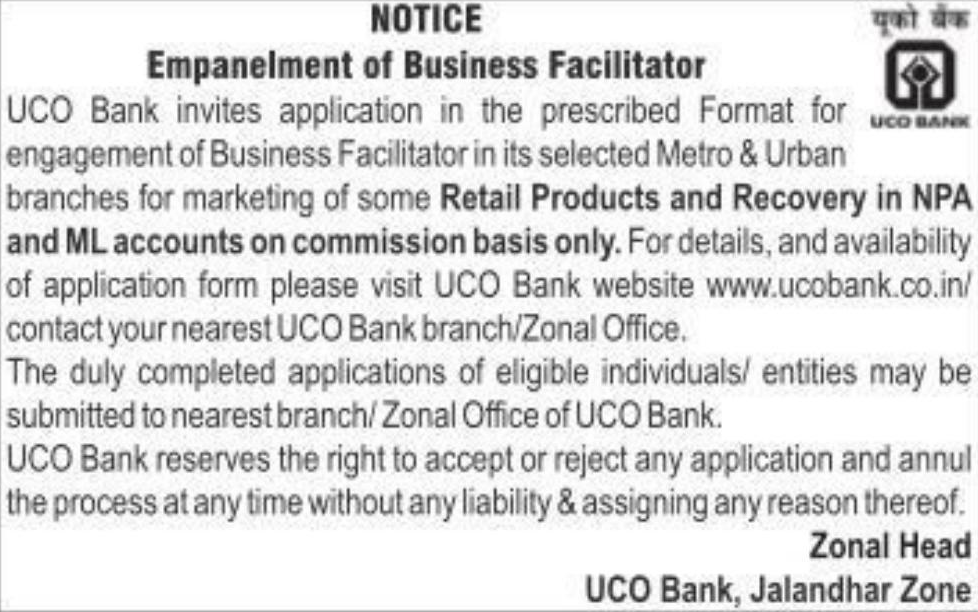 NOTICE
यूको बैंक
Empanelment of Business Facilitator
UCO BANK
UCO Bank invites application in the prescribed Format for
engagement of Business Facilitator in its selected Metro & Urban
branches for marketing of some Retail Products and Recovery in NPA
and ML accounts on commission basis only. For details, and availability
of application form please visit UCO Bank website www.ucobank.co.in/
contact your nearest UCO Bank branch/Zonal Office.
The duly completed applications of eligible individuals/ entities may be
submitted to nearest branch/ Zonal Office of UCO Bank.
UCO Bank reserves the right to accept or reject any application and annul
the process at any time without any liability & assigning any reason thereof.
Zonal Head
UCO Bank, Jalandhar Zone